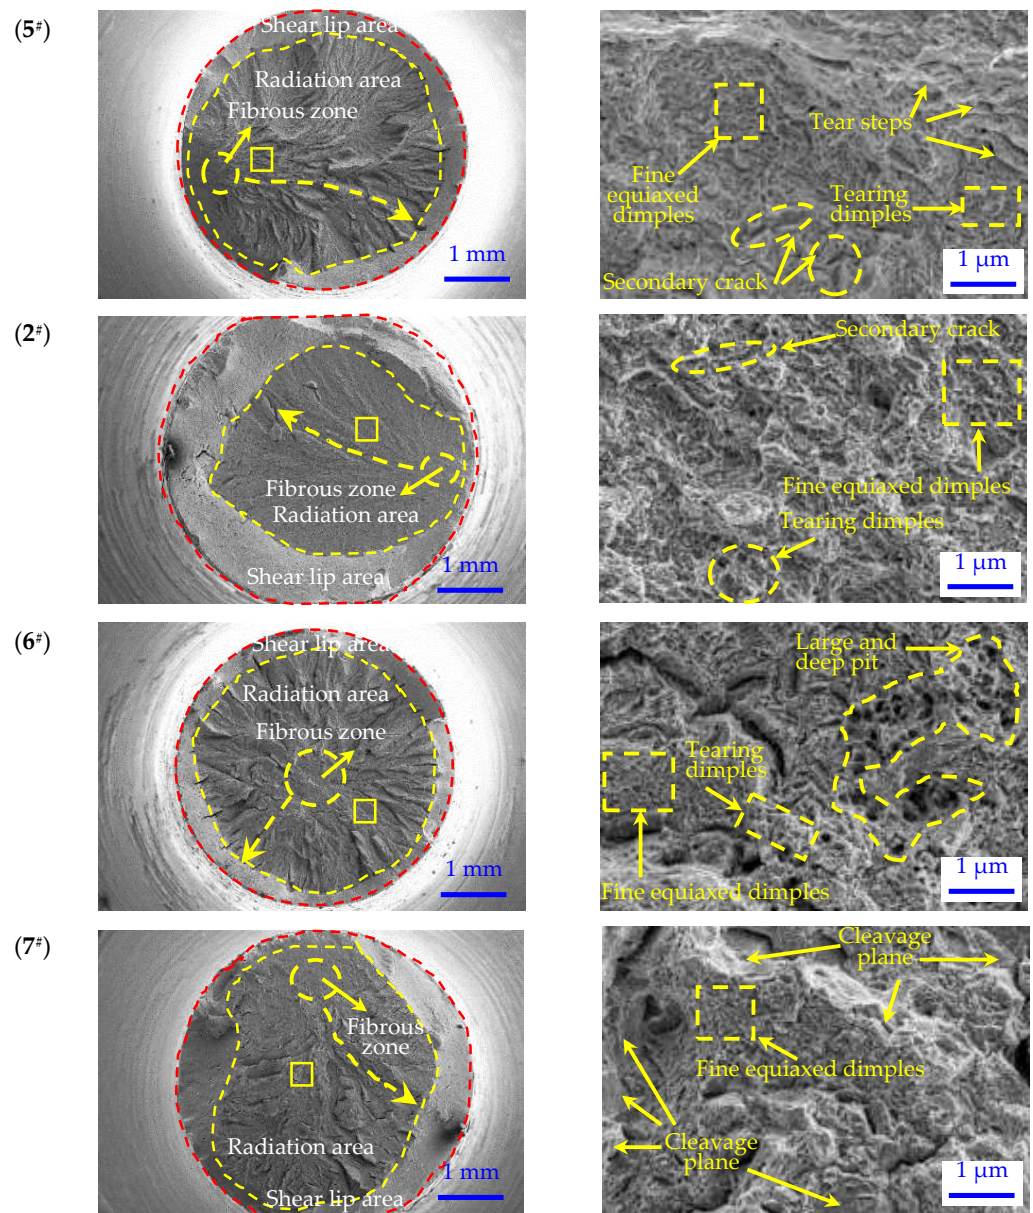 (5#)
Shear lip area
Radiation area
Fibrous zone
1 mm
Tear steps
Fine
equiaxed
dimples
Tearing
dimples
Secondary crack
1 μm
(2#)
Fibrous zone
Radiation area
Shear lip area
1 mm
Secondary crack
Fine equiaxed dimples
Tearing dimples
1 μm
(6#)
Shear lip area
Radiation area
Fibrous zone
1 mm
Large and
deep pit
Tearing
dimples
Fine equiaxed dimples
1 μm
(7#)
Fibrous
zone
Radiation area
Shear lip area
1 mm
Cleavage
plane
Fine equiaxed dimples
Cleavage
plane
1 μm